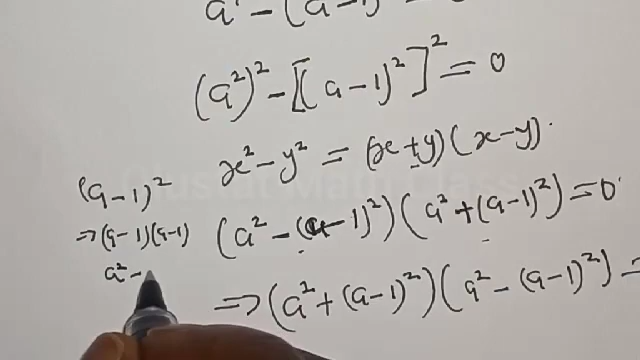 (a²)² - [(a-1)²]² = 0
x² - y² = (x+y)(x-y).
(a-1)²
(a² - (a-1)²)(a² + (a-1)²) = 0
⇒(a-1)(a-1)
a² -
⇒ (a² + (a-1)²)(a² - (a-1)²) =